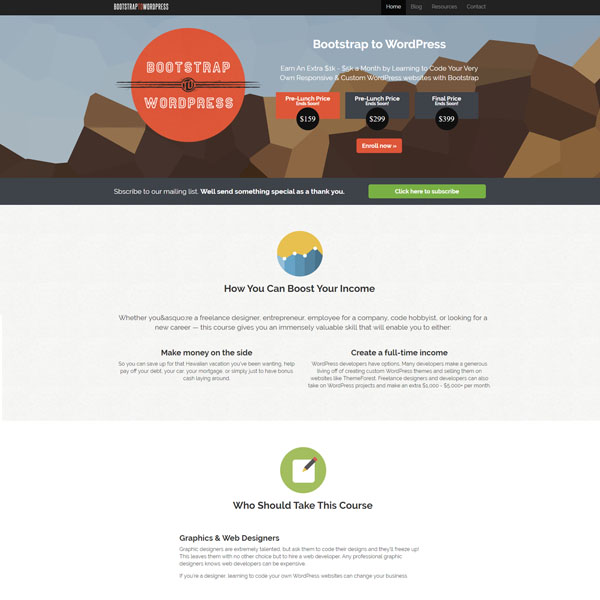 BOOTSTRAPTOWORDPRESS
Home Blog Resources Contact
BOOTSTRAP
TO
WORDPRESS
Bootstrap to WordPress
Earn An Extra $1k - $5k a Month by Learning to Code Your Very
Own Responsive & Custom WordPress websites with Bootstrap
Pre-Lunch Price
Ends Soon!
$159
Pre-Lunch Price
Ends Soon!
$299
Final Price
Ends Soon!
$399
Enroll now »
Sbscribe to our mailing list. Well send something special as a thank you.
Click here to subscribe
How You Can Boost Your Income
Whether you&asquo;re a freelance designer, entrepreneur, employee for a company, code hobbyist, or looking for a
new career — this course gives you an immensely valuable skill that will enable you to either:
Make money on the side
So you can save up for that Hawaiian vacation you've been wanting, help
pay off your debt, your car, your mortgage, or simply just to have bonus
cash laying around.
Create a full-time income
WordPress developers have options. Many developers make a generous
living off of creating custom WordPress themes and selling them on
websites like ThemeForest. Freelance designers and developers can also
take on WordPress projects and make an extra $1,000 - $5,000+ per month.
Who Should Take This Course
Graphics & Web Designers
Graphic designers are extremely talented, but ask them to code their designs and they'll freeze up!
This leaves them with no other choice but to hire a web developer. Any professional graphic
designers knows web developers can be expensive.
If you're a designer, learning to code your own WordPress websites can change your business.